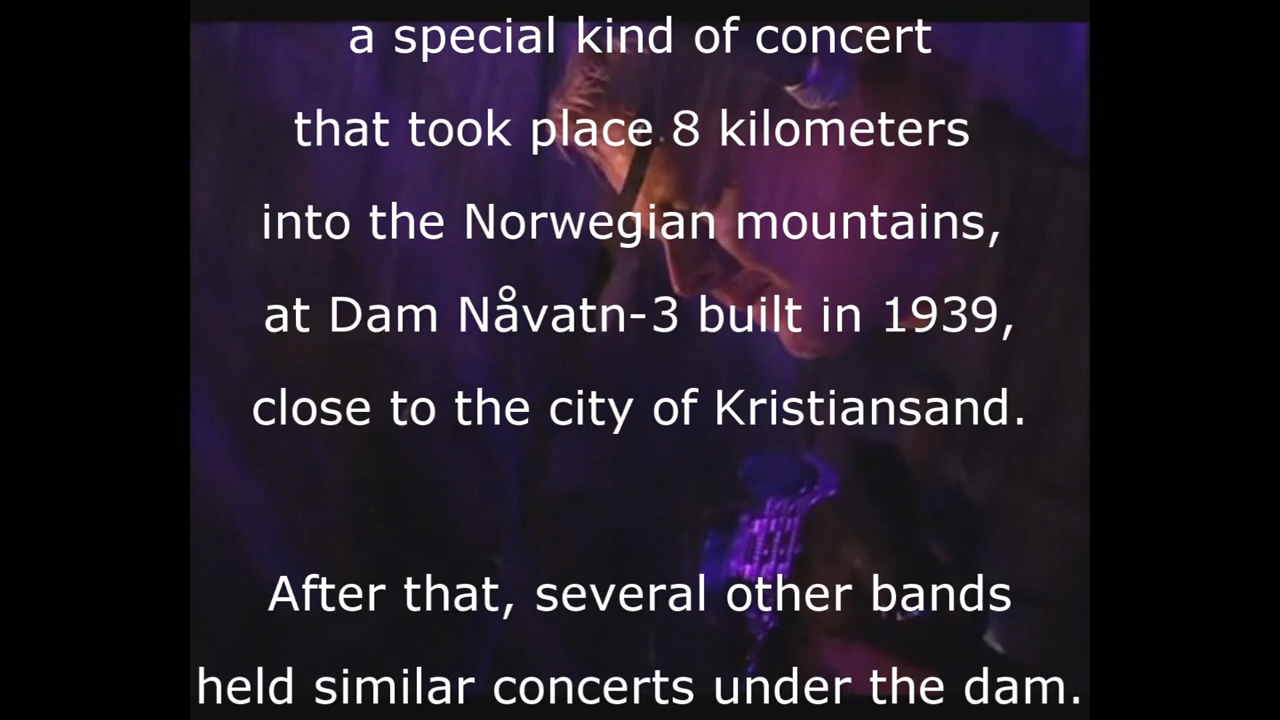 a special kind of concert
that took place 8 kilometers
into the Norwegian mountains,
at Dam Nåvatn-3 built in 1939,
close to the city of Kristiansand.
After that, several other bands
held similar concerts under the dam.